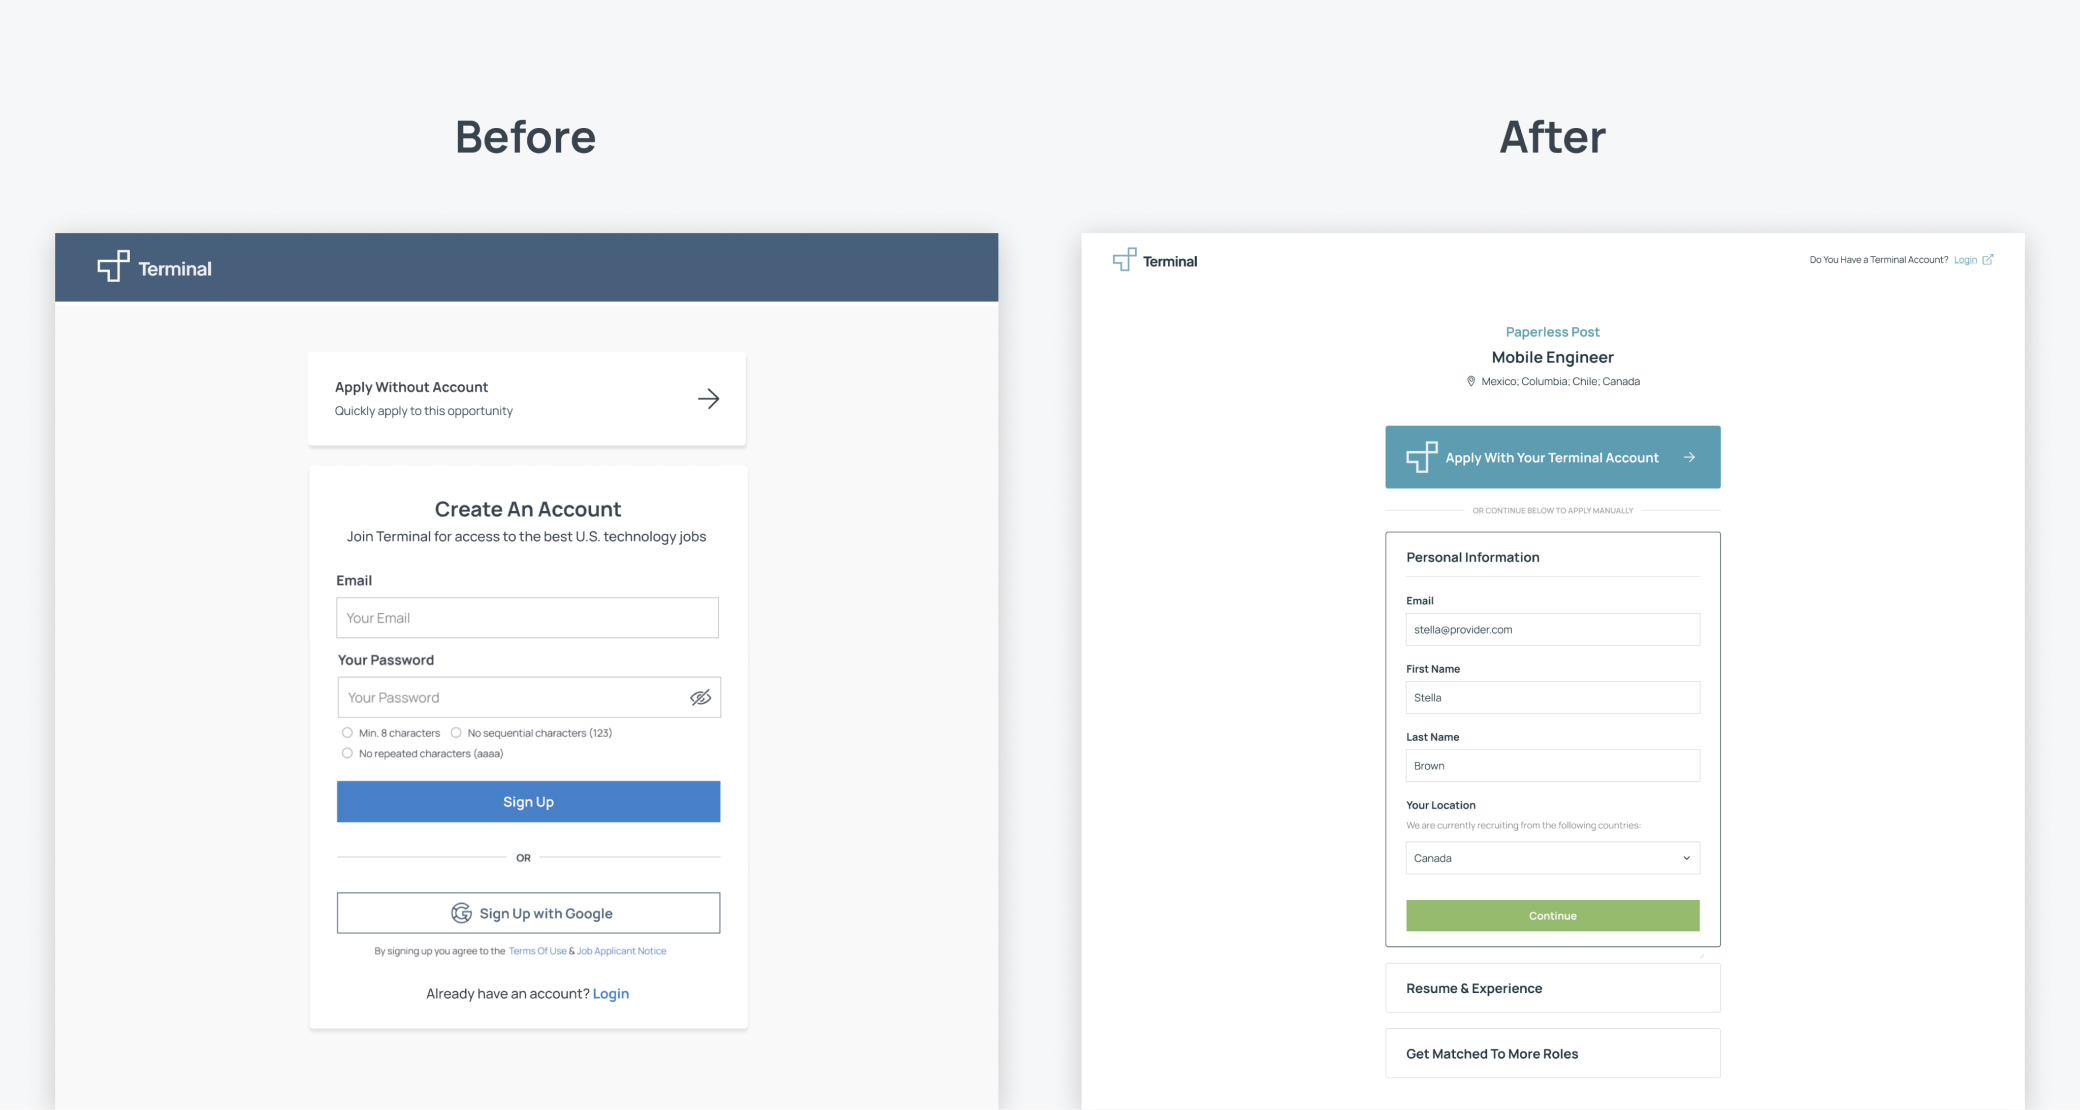 Before
After
Terminal
Apply Without Account
Quickly apply to this opportunity
Create An Account
Join Terminal for access to the best U.S. technology jobs
Email
Your Email
Your Password
Your Password
Min. 8 characters No sequential characters (123)
No repeated characters (aaaa)
Sign Up
OR
Sign Up with Google
By signing up you agree to the Terms Of Use & Job Applicant Notice
Already have an account? Login
Terminal
Do You Have a Terminal Account? Login
Paperless Post
Mobile Engineer
Mexico; Columbia; Chile; Canada
Apply With Your Terminal Account
OR CONTINUE BELOW TO APPLY MANUALLY
Personal Information
Email
stella@provider.com
First Name
Stella
Last Name
Brown
Your Location
We are currently recruiting from the following countries:
Canada
Continue
Resume & Experience
Get Matched To More Roles